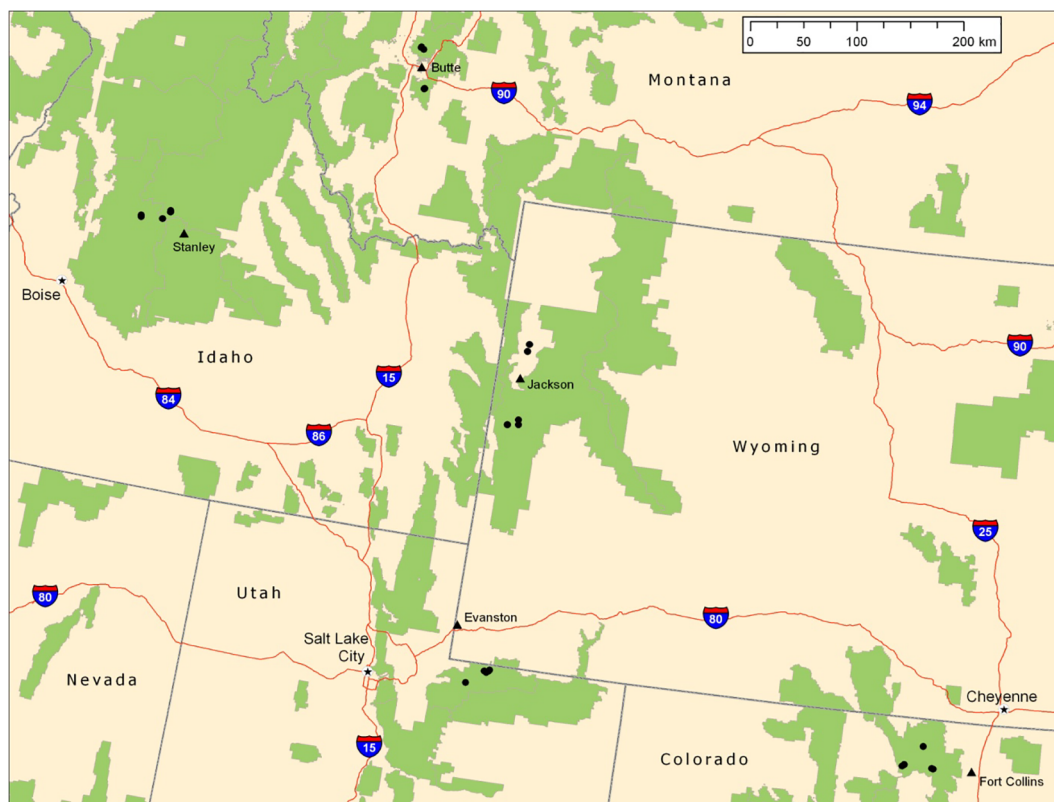 0 50 100 200 km
Butte
Montana
90
94
Stanley
Boise
Idaho
90
Jackson
15
84
86
Wyoming
25
80
Utah
Evanston
80
Salt Lake
City
Nevada
Cheyenne
15
Colorado
Fort Collins